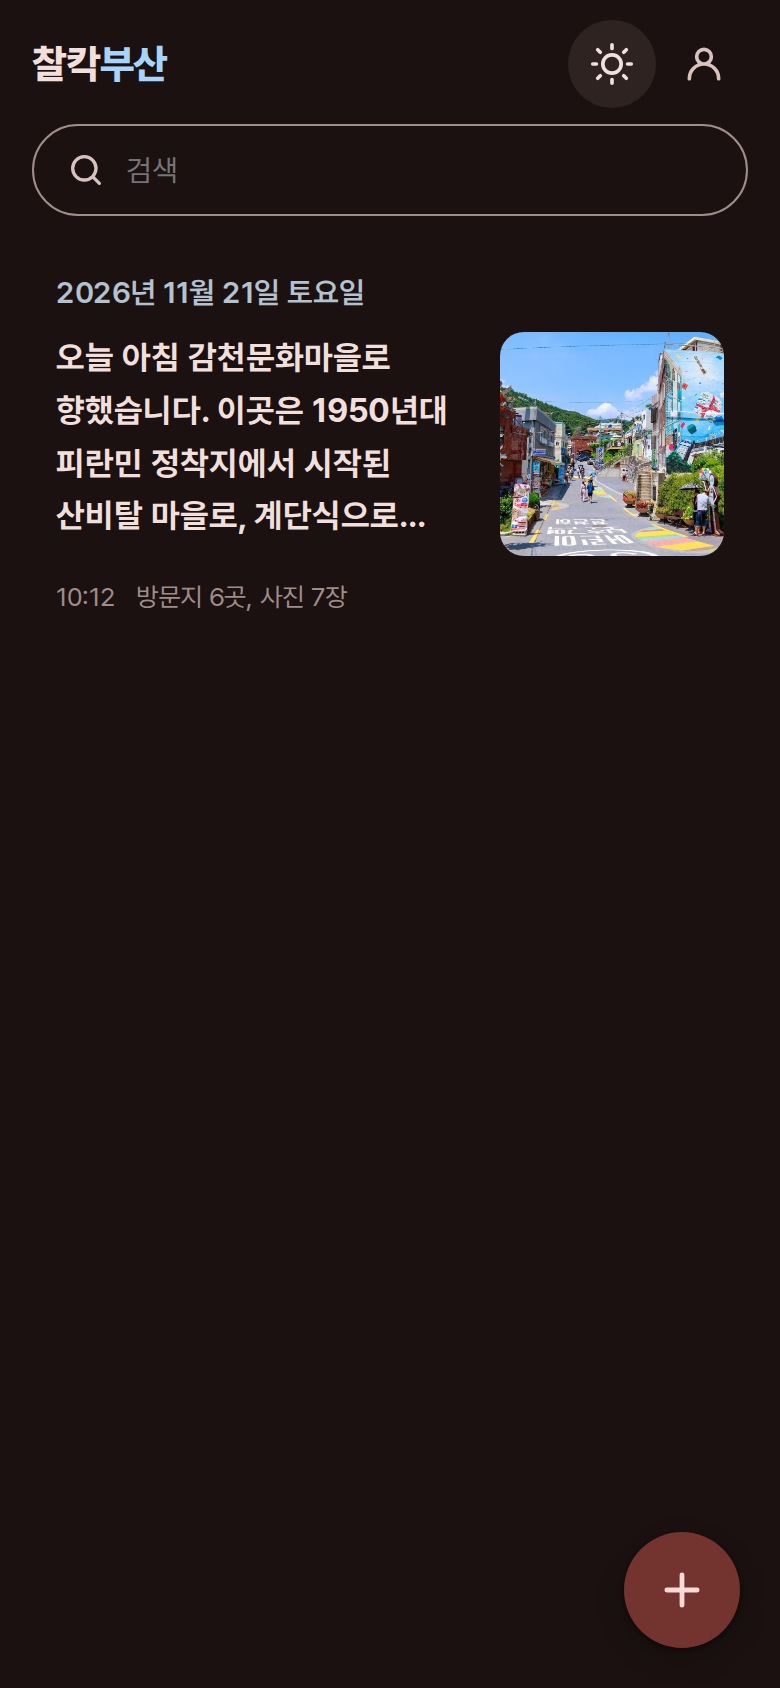 찰칵부산
검색
2026년 11월 21일 토요일
오늘 아침 감천문화마을로
향했습니다. 이곳은 1950년대
피란민 정착지에서 시작된
산비탈 마을로, 계단식으로...
10:12 방문지 6곳, 사진 7장